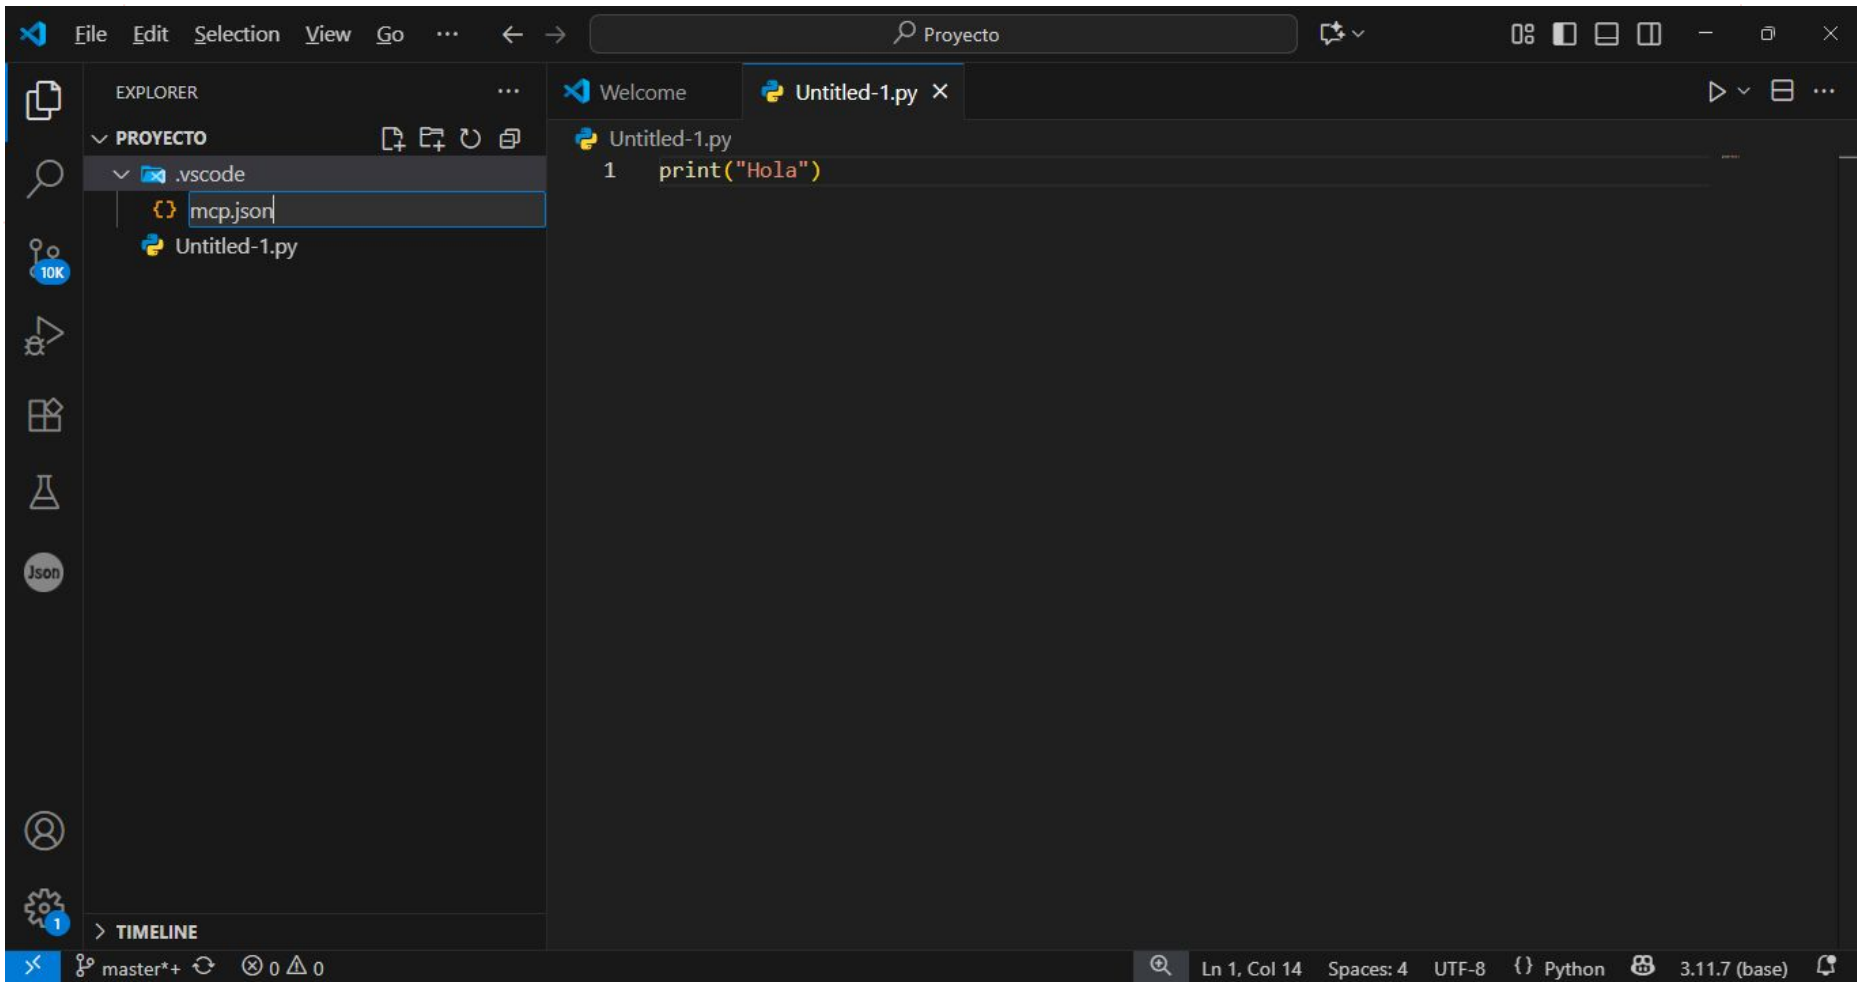 File Edit Selection View Go ··· Proyecto
EXPLORER ···
PROYECTO
.vscode
mcp.json
Untitled-1.py
10K
Json
1
TIMELINE
Welcome Untitled-1.py
Untitled-1.py
1 print("Hola")
master*+ 0 0
Ln 1, Col 14 Spaces: 4 UTF-8 {} Python 3.11.7 (base)